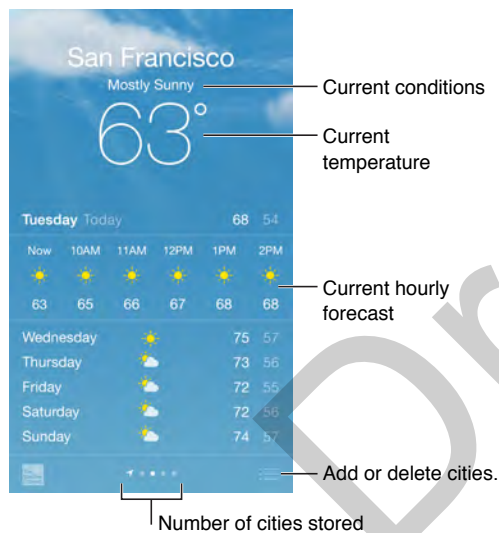 San Francisco
Mostly Sunny
63°
Current conditions
Current
temperature
Tuesday Today 68 54
Now 10AM 11AM 12PM 1PM 2PM
63 65 66 67 68 68
Current hourly
forecast
Wednesday 75 57
Thursday 73 56
Friday 72 55
Saturday 72 56
Sunday 74 57
Add or delete cities.
Number of cities stored
Dr